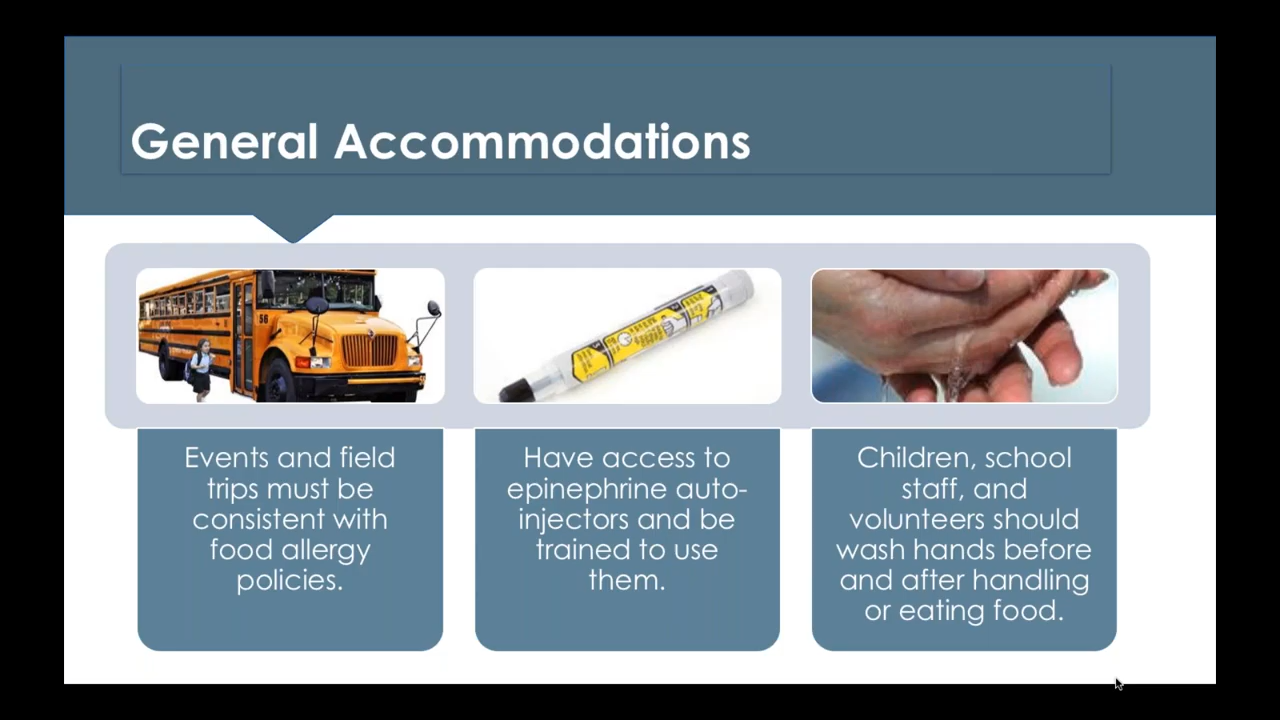 General Accommodations
56
Events and field
trips must be
consistent with
food allergy
policies.
Have access to
epinephrine auto-
injectors and be
trained to use
them.
Children, school
staff, and
volunteers should
wash hands before
and after handling
or eating food.